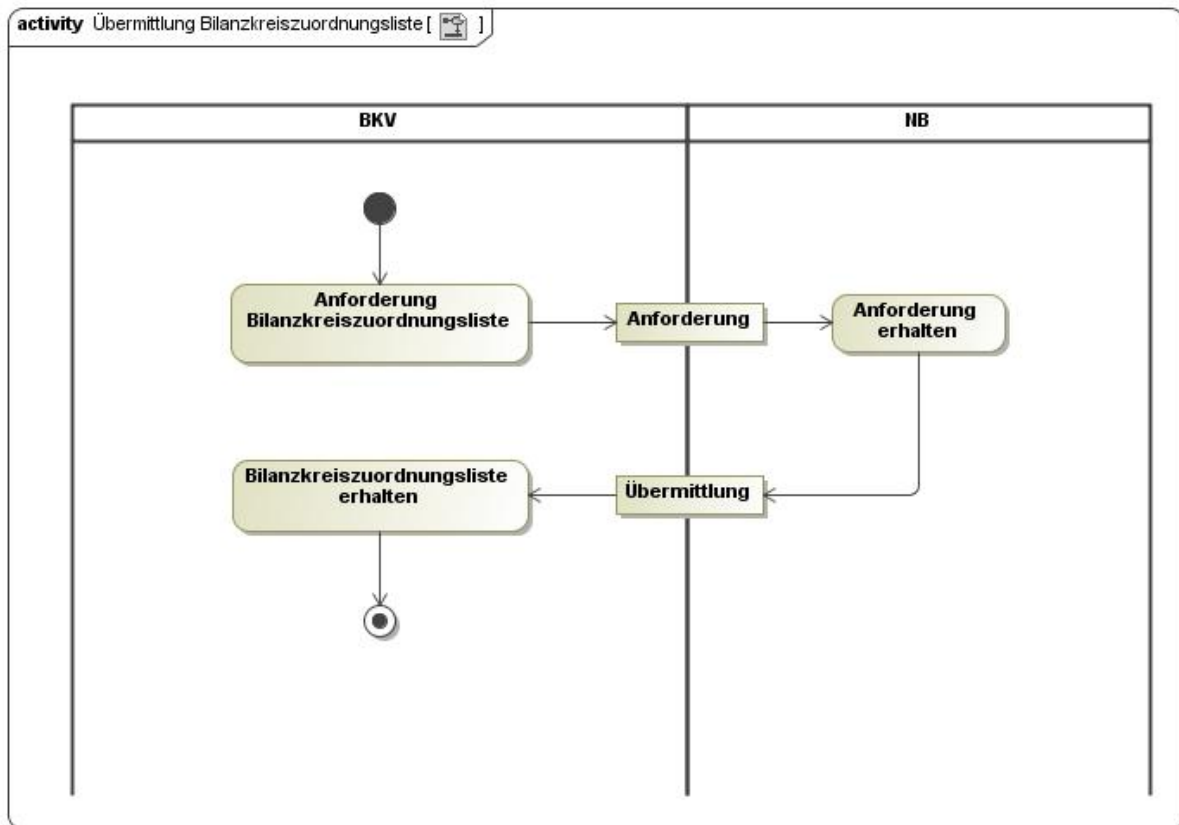 activity Übermittlung Bilanzkreiszuordnungsliste [ ]
BKV
NB
Anforderung
Bilanzkreiszuordnungsliste
Anforderung
Anforderung
erhalten
Bilanzkreiszuordnungsliste
erhalten
Übermittlung